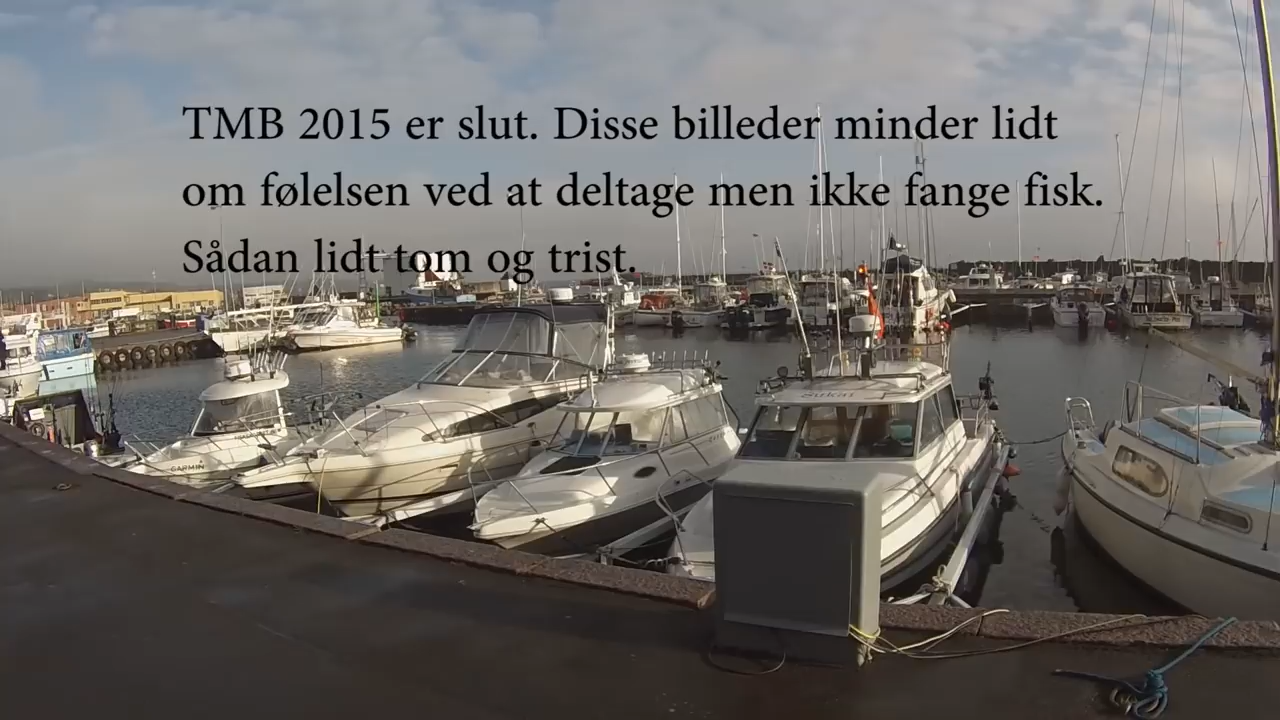 TMB 2015 er slut. Disse billeder minder lidt
om følelsen ved at deltage men ikke fange fisk.
Sådan lidt tom og trist.
GARMIN